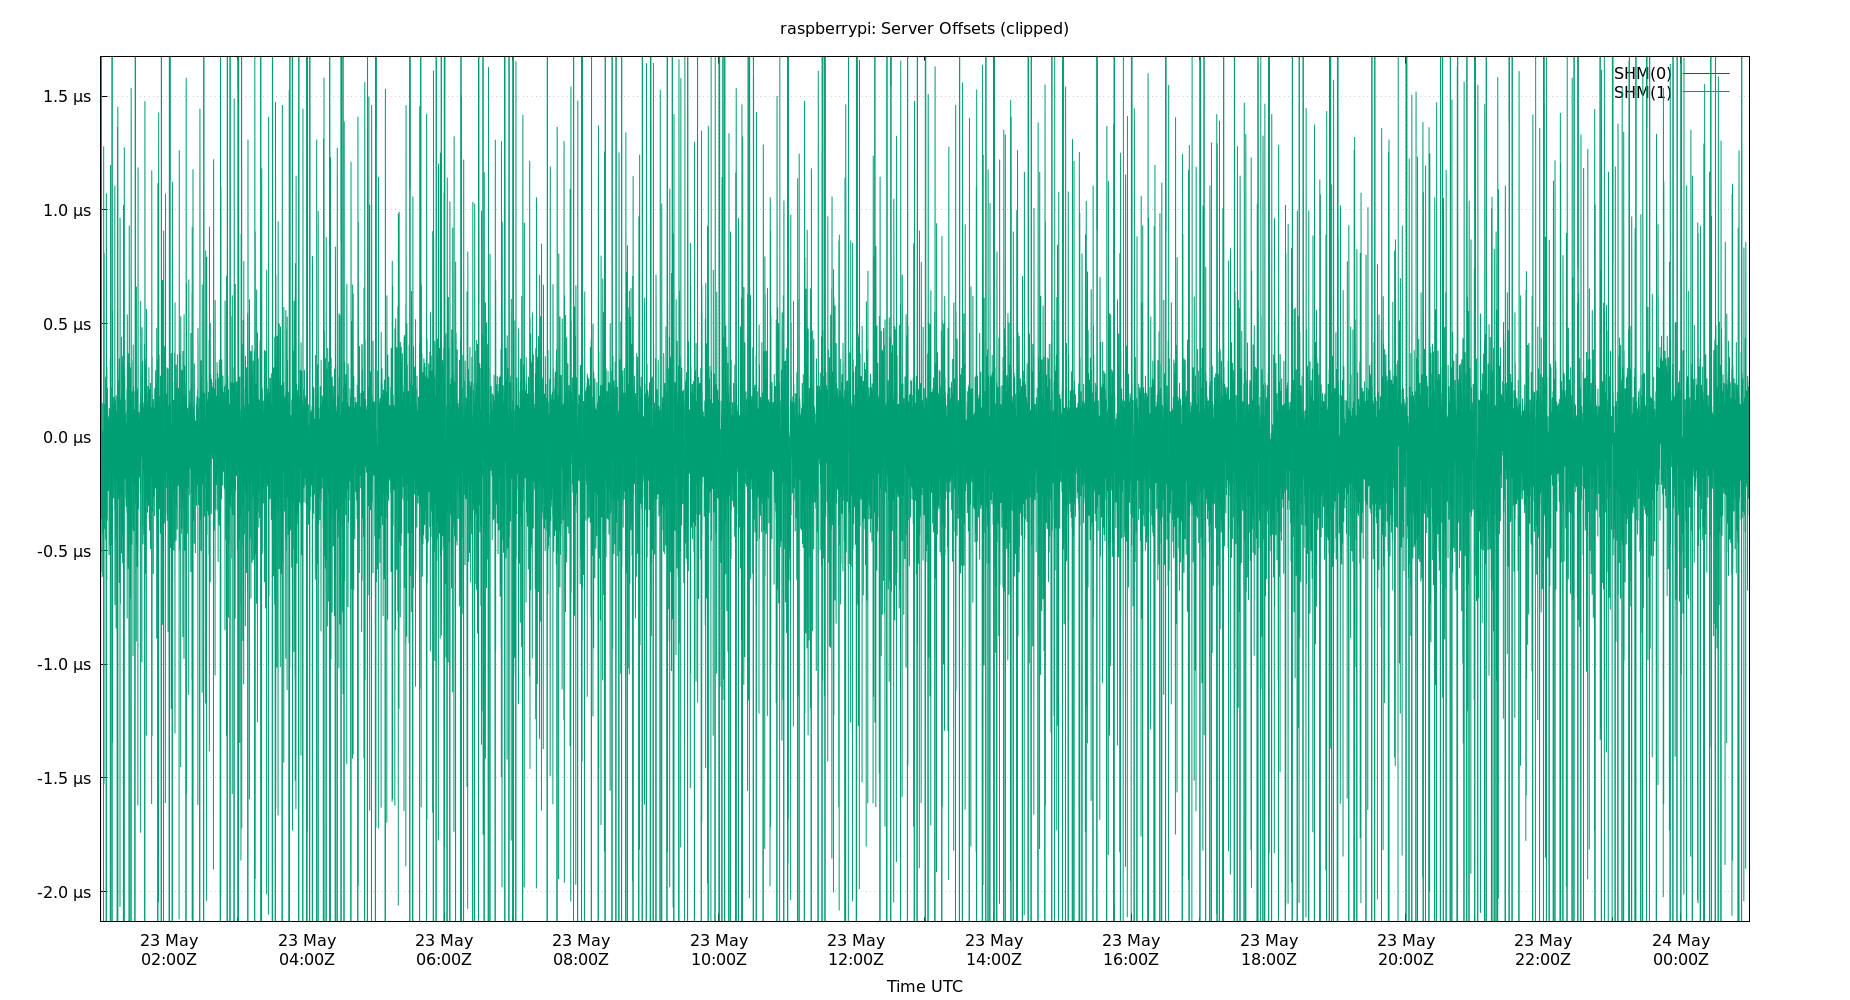 raspberrypi: Server Offsets (clipped)
SHM(0)
SHM(1)
1.5 µs
1.0 µs
0.5 µs
0.0 µs
-0.5 µs
-1.0 µs
-1.5 µs
-2.0 µs
23 May 23 May 23 May 23 May 23 May 23 May 23 May 23 May 23 May 23 May 23 May 24 May
02:00Z 04:00Z 06:00Z 08:00Z 10:00Z 12:00Z 14:00Z 16:00Z 18:00Z 20:00Z 22:00Z 00:00Z
Time UTC